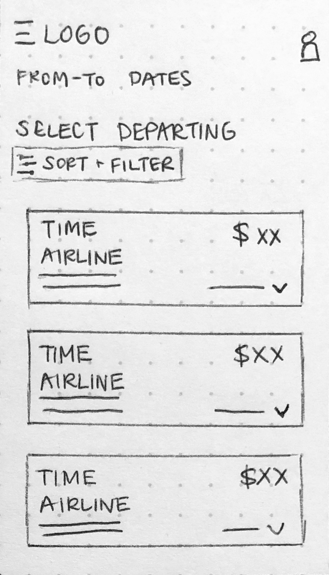 LOGO
FROM-TO DATES
SELECT DEPARTING
SORT + FILTER
TIME $XX
AIRLINE
TIME $XX
AIRLINE
TIME $XX
AIRLINE